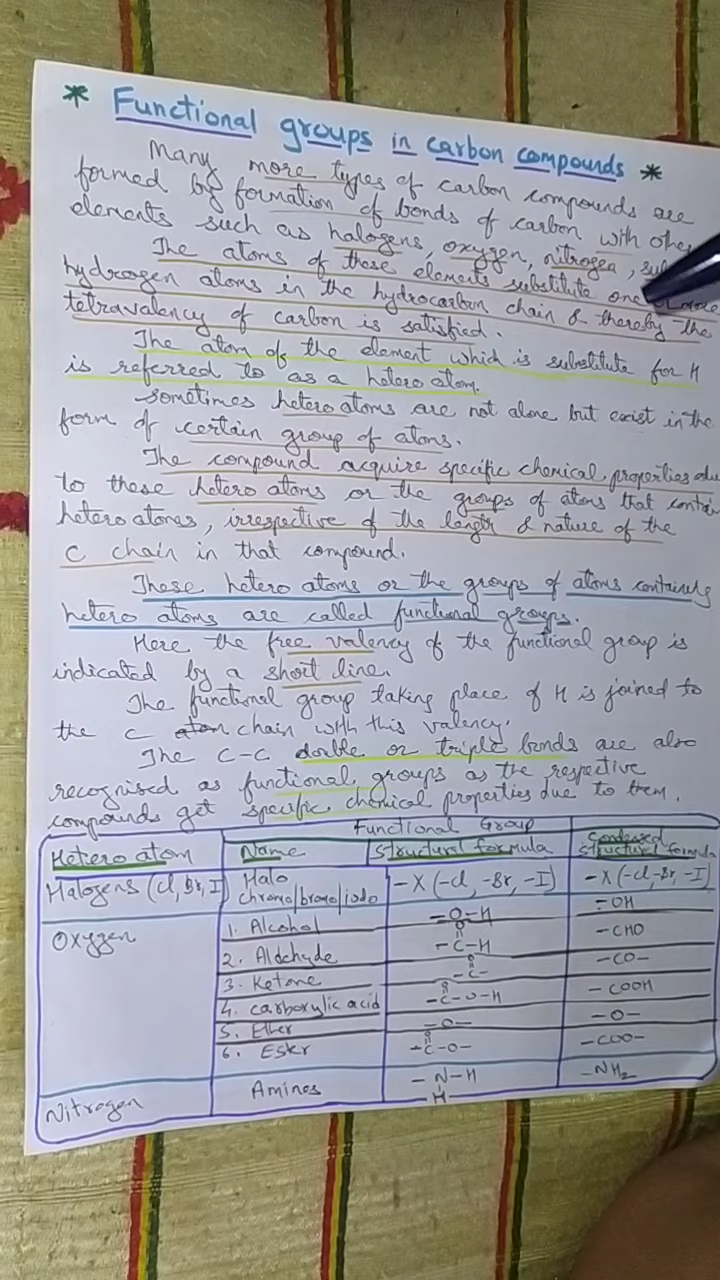 * Functional groups in carbon compounds *
Many more types of carbon compounds are
formed by formation of bonds of carbon with other
elements such as halogens, oxygen, nitrogen,
The atoms of these elements substitute one
hydrogen atoms in the hydrocarbon chain & thereby the
tetravalency of carbon is satisfied.
The atom of the element which is substitute for H
is referred to as a hetero atom.
Sometimes hetero atoms are not alone but exist in the
form of certain group of atoms.
The compound acquire specific chemical properties du
to these hetero atoms or the groups of atoms that contai
hetero atoms, irrespective of the length & nature of the
C chain in that compound.
These hetero atoms or the groups of atoms containing
hetero atoms are called functional groups.
Here the free valency of the functional group is
indicated by a short line.
The functional group taking place of H is joined to
the C chain with this valency.
The C-C double or triple bonds are also
recognised as functional groups as the respective
compounds get specific chemical properties due to them.
Functional Group
Hetero atom Name Structural formula Condensed structural formula
Halogens (Cl, Br, I) Halo -X (-Cl, -Br, -I) -X (-Cl, -Br, -I)
chromo/bromo/iodo
Oxygen 1. Alcohol -O-H -OH
2. Aldehyde O
-C-H -CHO
3. Ketone O
-C- -CO-
4. Carboxylic acid O
-C-O-H -COOH
5. Ether -O- -O-
6. Ester O
-C-O- -COO-
Nitrogen Amines -N-H -NH₂
H